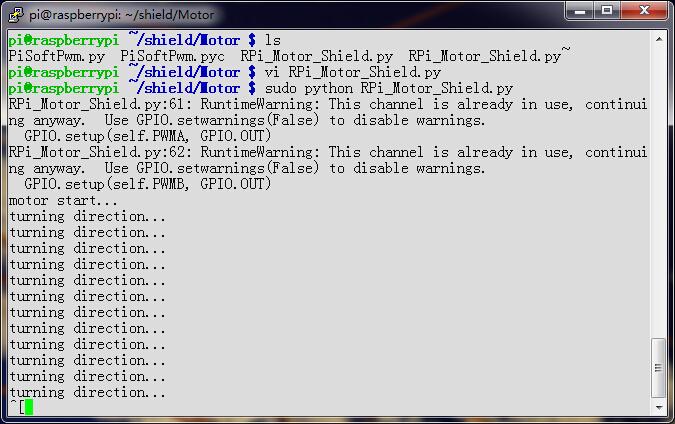 pi@raspberrypi: ~/shield/Motor
pi@raspberrypi ~/shield/Motor $ ls
PiSoftPwm.py  PiSoftPwm.pyc  RPi_Motor_Shield.py  RPi_Motor_Shield.py~
pi@raspberrypi ~/shield/Motor $ vi RPi_Motor_Shield.py
pi@raspberrypi ~/shield/Motor $ sudo python RPi_Motor_Shield.py
RPi_Motor_Shield.py:61: RuntimeWarning: This channel is already in use, continui
ng anyway.  Use GPIO.setwarnings(False) to disable warnings.
  GPIO.setup(self.PWMA, GPIO.OUT)
RPi_Motor_Shield.py:62: RuntimeWarning: This channel is already in use, continui
ng anyway.  Use GPIO.setwarnings(False) to disable warnings.
  GPIO.setup(self.PWMB, GPIO.OUT)
motor start...
turning direction...
turning direction...
turning direction...
turning direction...
turning direction...
turning direction...
turning direction...
turning direction...
turning direction...
turning direction...
turning direction...
turning direction...
^[